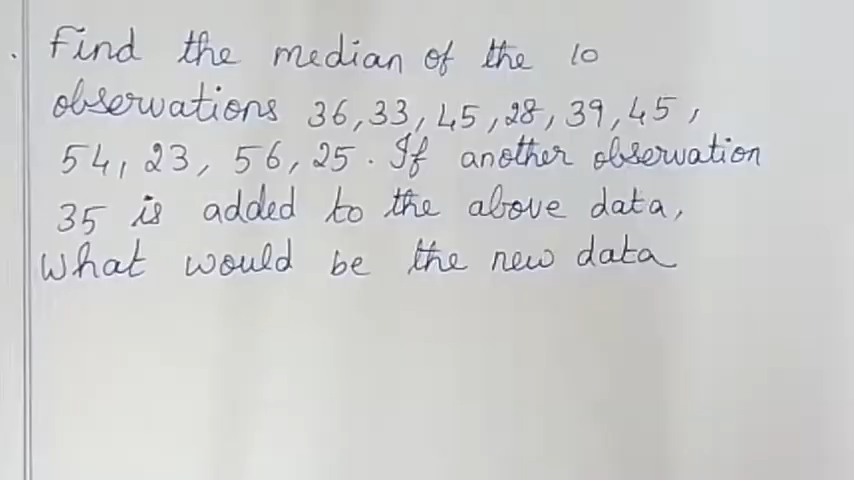 Find the median of the 10
observations 36, 33, 45, 28, 39, 45,
54, 23, 56, 25. If another observation
35 is added to the above data,
What would be the new data